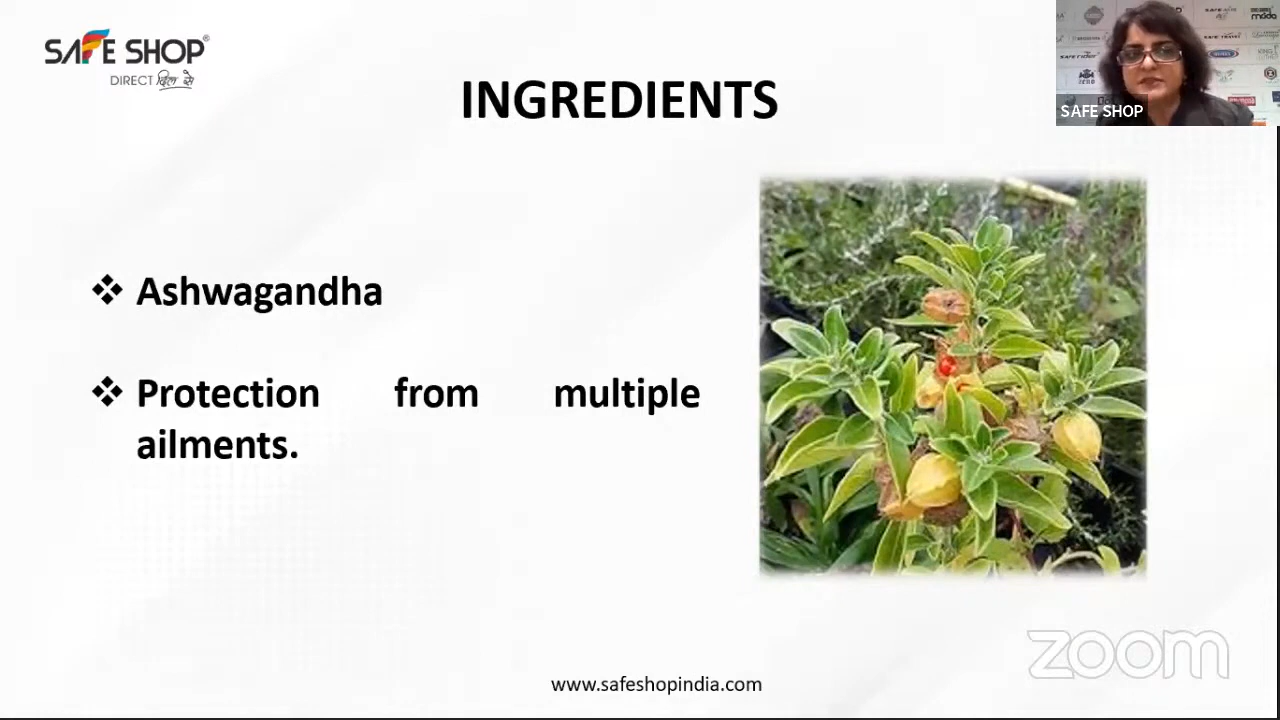 SAFE SHOP®
DIRECT दिल से
INGREDIENTS
SAFE SHOP
❖ Ashwagandha
❖ Protection from multiple
ailments.
zoom
www.safeshopindia.com